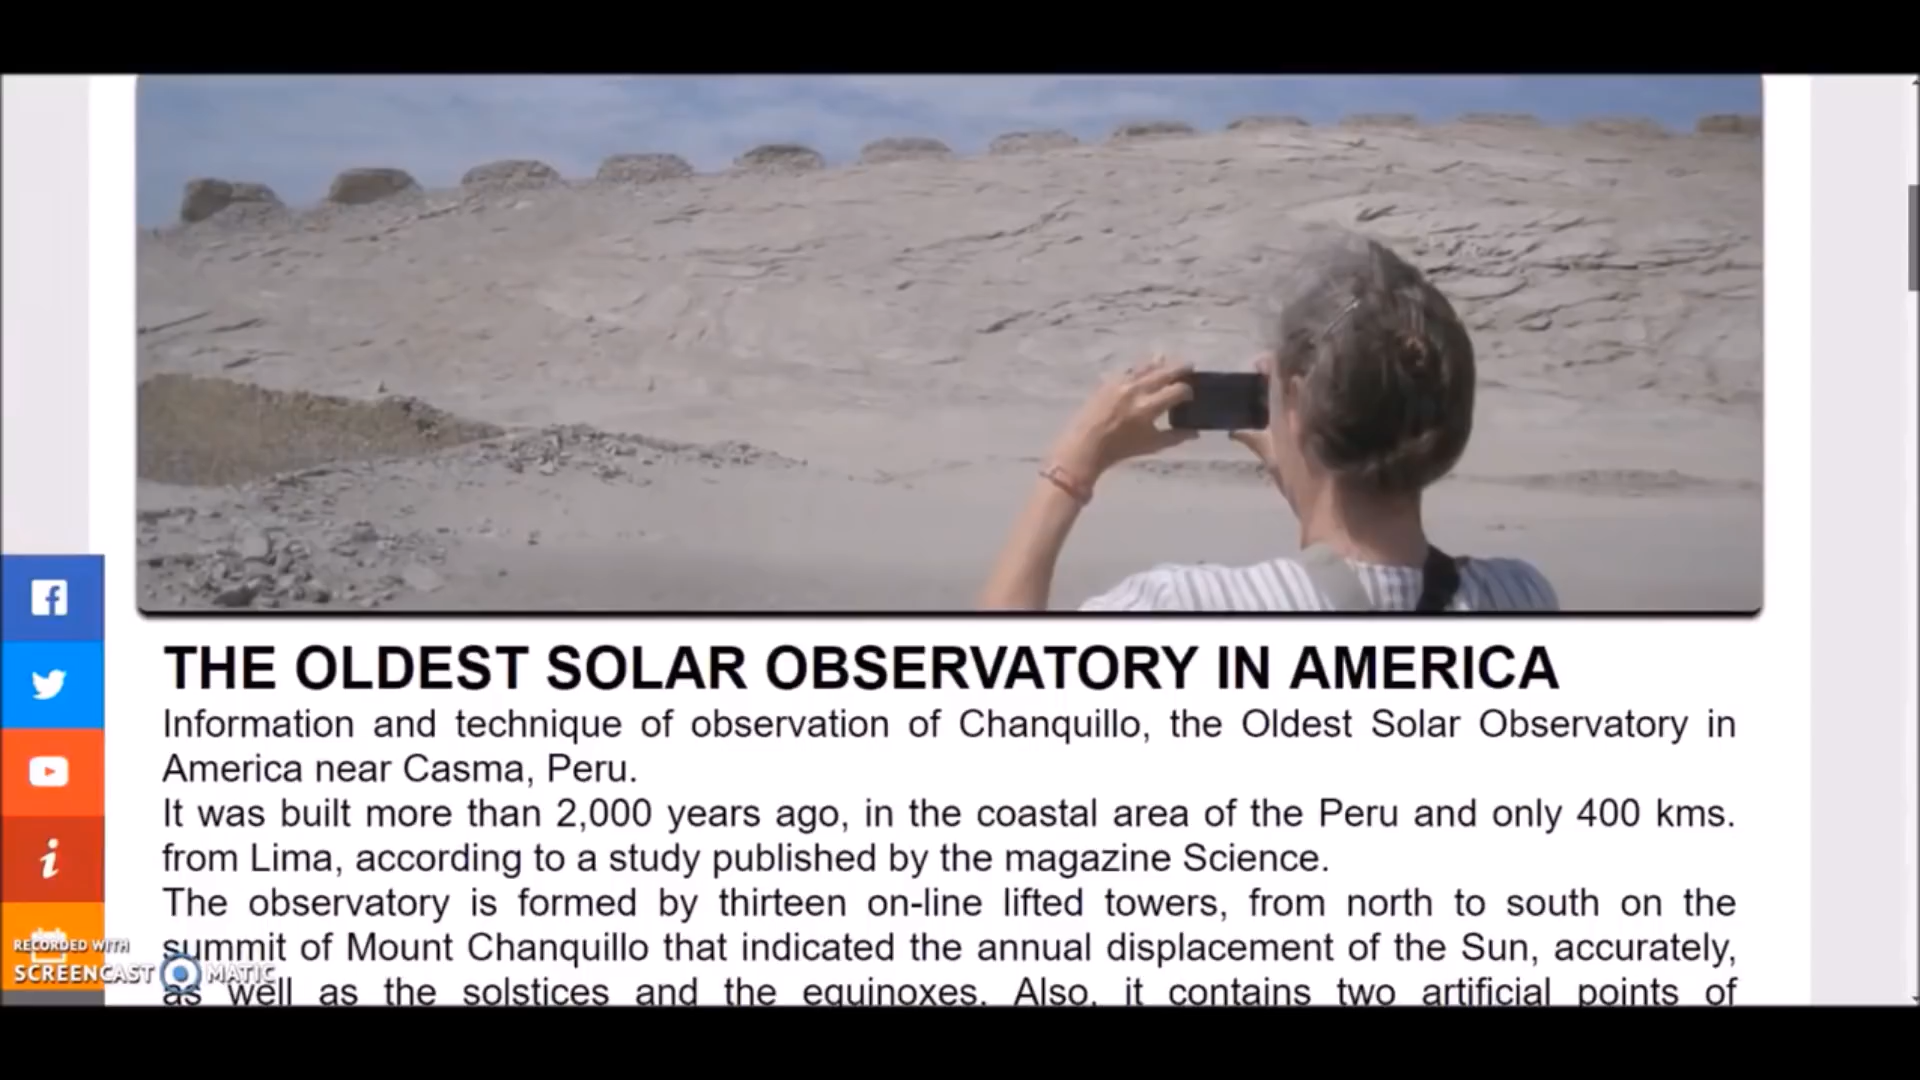 THE OLDEST SOLAR OBSERVATORY IN AMERICA
Information and technique of observation of Chanquillo, the Oldest Solar Observatory in
America near Casma, Peru.
It was built more than 2,000 years ago, in the coastal area of the Peru and only 400 kms.
from Lima, according to a study published by the magazine Science.
The observatory is formed by thirteen on-line lifted towers, from north to south on the
summit of Mount Chanquillo that indicated the annual displacement of the Sun, accurately,
as well as the solstices and the equinoxes. Also, it contains two artificial points of
RECORDED WITH
SCREENCAST MATIC